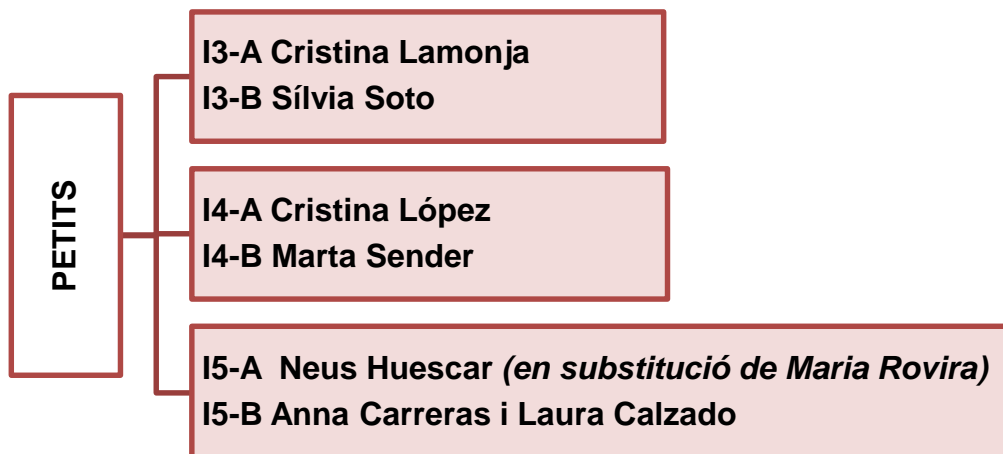 PETITS
I3-A Cristina Lamonja
I3-B Sílvia Soto
I4-A Cristina López
I4-B Marta Sender
I5-A  Neus Huescar (en substitució de Maria Rovira)
I5-B Anna Carreras i Laura Calzado